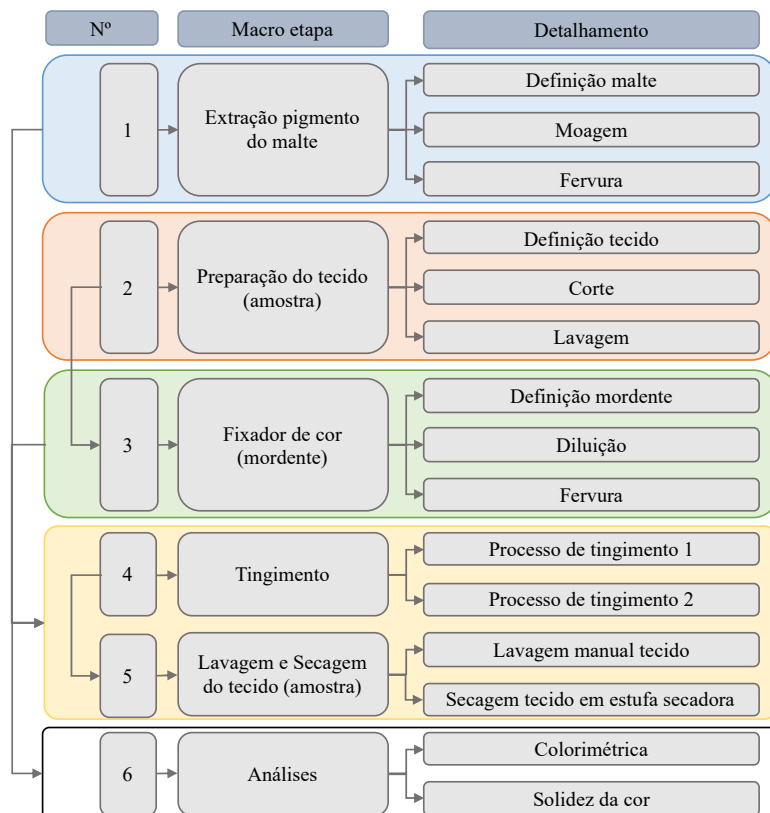 Nº
Macro etapa
Detalhamento
1
Extração pigmento
do malte
Definição malte
Moagem
Fervura
2
Preparação do tecido
(amostra)
Definição tecido
Corte
Lavagem
3
Fixador de cor
(mordente)
Definição mordente
Diluição
Fervura
4
Tingimento
Processo de tingimento 1
Processo de tingimento 2
5
Lavagem e Secagem
do tecido (amostra)
Lavagem manual tecido
Secagem tecido em estufa secadora
6
Análises
Colorimétrica
Solidez da cor